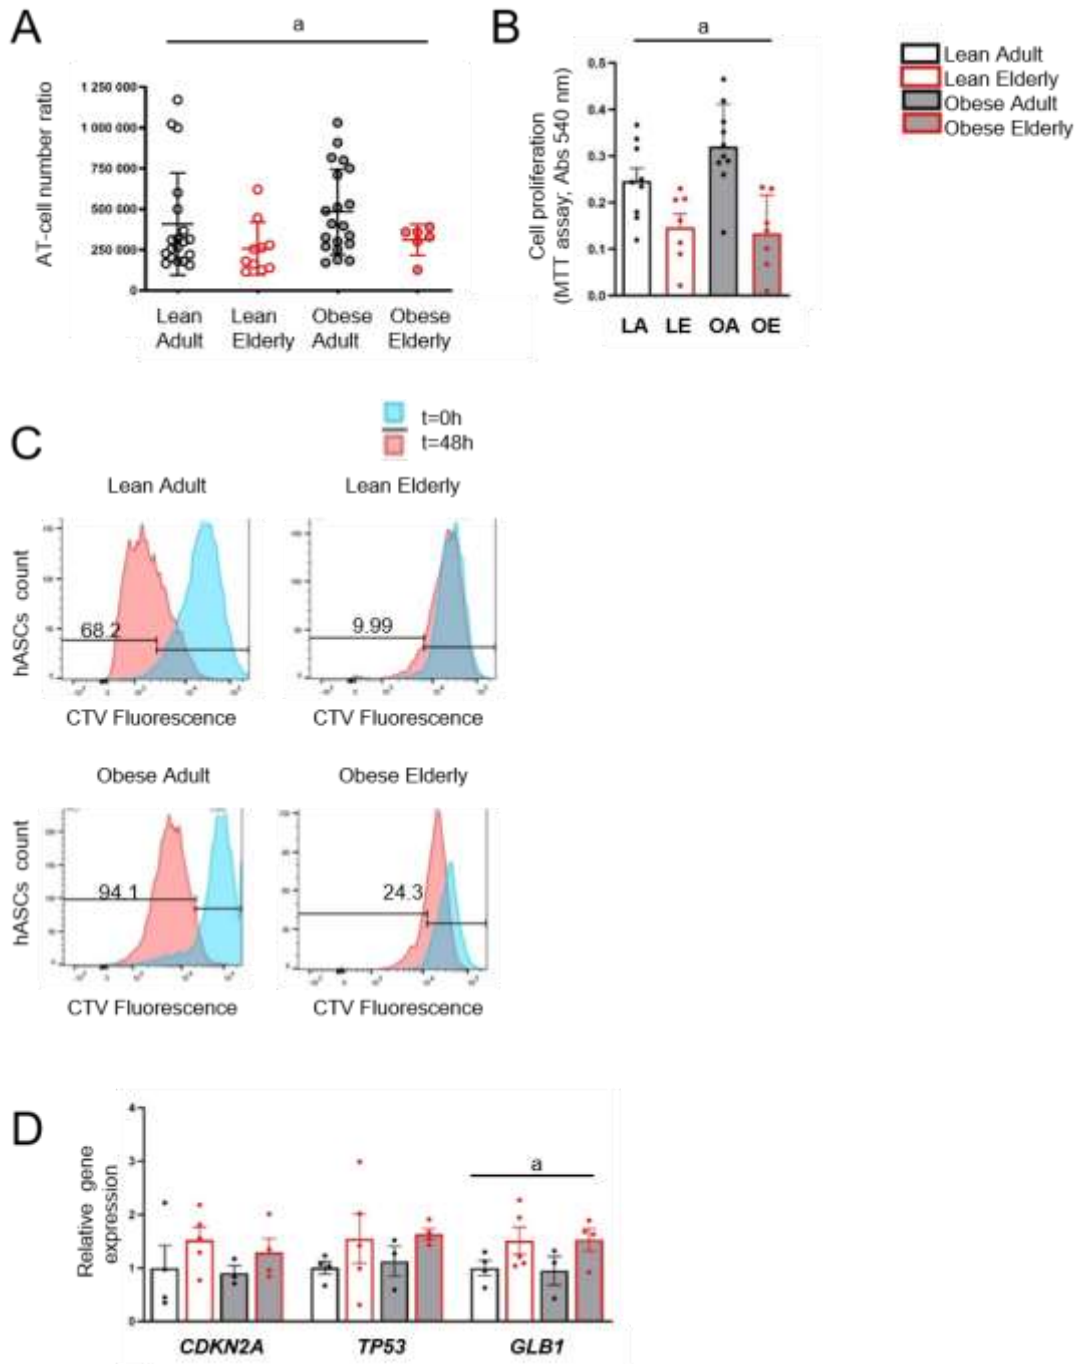 A
a
AT-cell number ratio
1 250 000
1 000 000
750 000
500 000
250 000
0
Lean Adult
Lean Elderly
Obese Adult
Obese Elderly
B
a
Cell proliferation
(MTT assay; Abs 540 nm)
0.5
0.4
0.3
0.2
0.1
0.0
LA LE OA OE
Lean Adult
Lean Elderly
Obese Adult
Obese Elderly
C
t=0h
t=48h
Lean Adult
hASCs count
68.2
CTV Fluorescence
Lean Elderly
9.99
CTV Fluorescence
Obese Adult
hASCs count
94.1
CTV Fluorescence
Obese Elderly
24.3
CTV Fluorescence
D
Relative gene
expression
4
3
2
1
0
a
CDKN2A TP53 GLB1